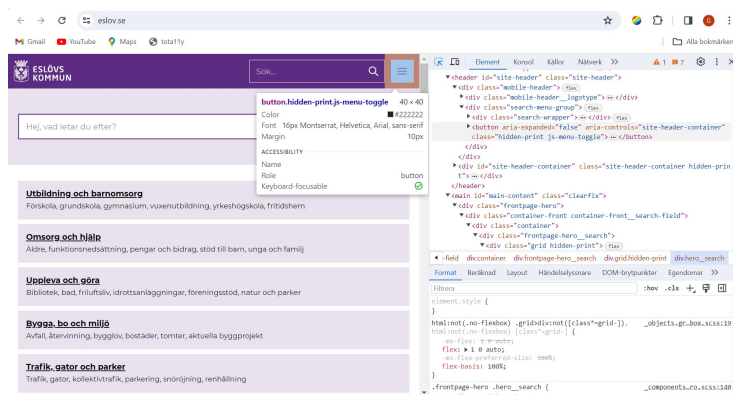 eslov.se
G
Gmail
YouTube
Maps
tota11y
Alla bokmärken
ESLÖVS
KOMMUN
Sök...
Hej, vad letar du efter?
button.hidden-print.js-menu-toggle 40 × 40
Color #222222
Font 16px Montserrat, Helvetica, Arial, sans-serif
Margin 10px
ACCESSIBILITY
Name
Role button
Keyboard-focusable
Utbildning och barnomsorg
Förskola, grundskola, gymnasium, vuxenutbildning, yrkeshögskola, fritidshem
Omsorg och hjälp
Äldre, funktionsnedsättning, pengar och bidrag, stöd till barn, unga och familj
Uppleva och göra
Bibliotek, bad, friluftsliv, idrottsanläggningar, föreningsstöd, natur och parker
Bygga, bo och miljö
Avfall, återvinning, bygglov, bostäder, tomter, aktuella byggprojekt
Trafik, gator och parker
Trafik, gator, kollektivtrafik, parkering, snöröjning, renhållning
Element Konsol Källor Nätverk >> 1 7
▼<header id="site-header" class="site-header">
▼<div class="mobile-header"> flex
▶<div class="mobile-header__logotype"> … </div>
▼<div class="search-menu-group"> flex
▶<div class="search-wrapper"> … </div> flex
▶<button aria-expanded="false" aria-controls="site-header-container"
class="hidden-print js-menu-toggle"> … </button>
</div>
</div>
▶<div id="site-header-container" class="site-header-container hidden-prin
t"> … </div>
</header>
▼<main id="main-content" class="clearfix">
▼<div class="frontpage-hero">
▼<div class="container-front container-front__search-field">
▼<div class="container">
▼<div class="frontpage-hero__search">
▼<div class="grid hidden-print"> flex
-field div.container div.frontpage-hero__search div.grid.hidden-print div.hero__search
Format Beräknad Layout Händelselyssnare DOM-brytpunkter Egendomar >>
Filtrera :hov .cls +
element.style {
}
html:not(.no-flexbox) .grid>div:not([class*=grid-]), _objects.gr…box.scss:19
html:not(.no-flexbox) [class*=grid-] {
-ms-flex: 1 0 auto;
flex: ▶ 1 0 auto;
-ms-flex-preferred-size: 100%;
flex-basis: 100%;
}
.frontpage-hero .hero__search { _components…ro.scss:140